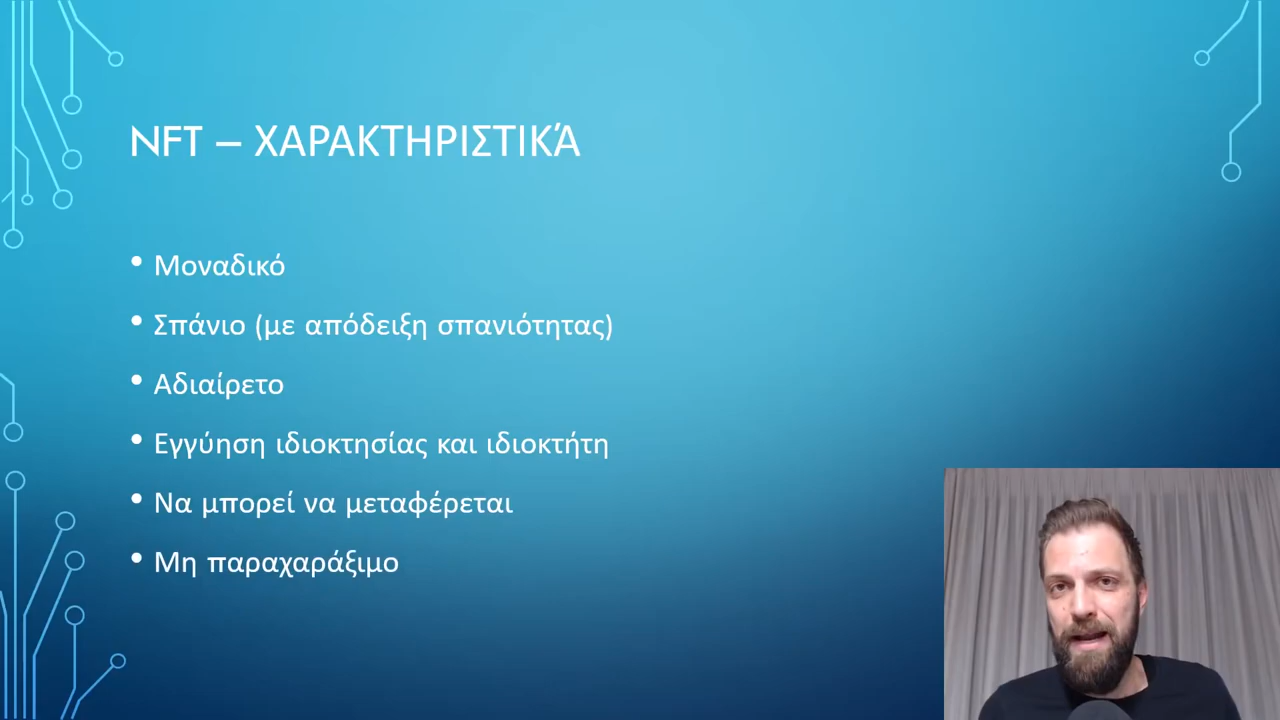 NFT – ΧΑΡΑΚΤΗΡΙΣΤΙΚΆ
• Μοναδικό
• Σπάνιο (με απόδειξη σπανιότητας)
• Αδιαίρετο
• Εγγύηση ιδιοκτησίας και ιδιοκτήτη
• Να μπορεί να μεταφέρεται
• Μη παραχαράξιμο